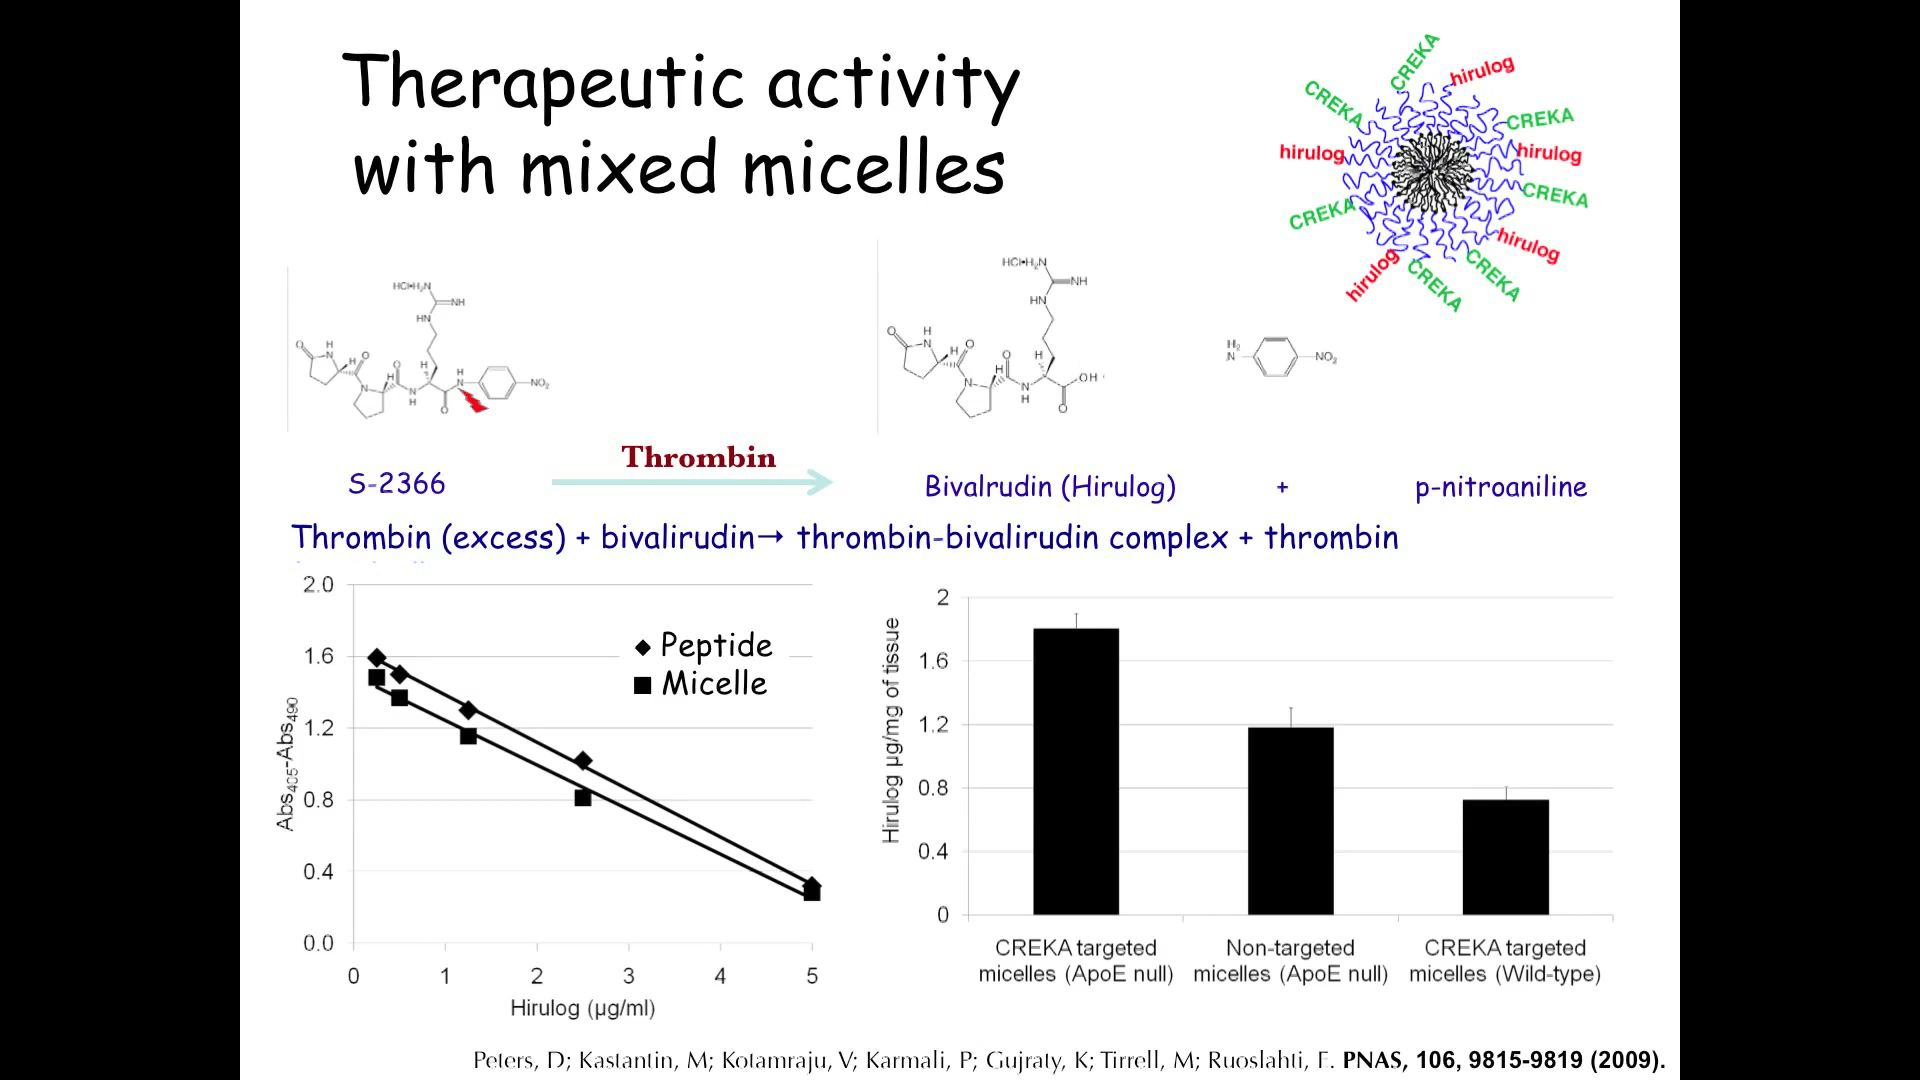 Therapeutic activity
with mixed micelles
CREKA
hirulog
CREKA
CREKA
hirulog
hirulog
CREKA
CREKA
hirulog
hirulog
CREKA
CREKA
HCl•H₂N
NH
HN
O
H
N
H
O
N
H
O
N
H
H
O
H
N
NO₂
HCl•H₂N
NH
HN
O
H
N
H
O
N
H
O
N
H
H
O
OH
H₂
N
NO₂
Thrombin
S-2366
Bivalrudin (Hirulog)
+
p-nitroaniline
Thrombin (excess) + bivalirudin→ thrombin-bivalirudin complex + thrombin
2.0
1.6
1.2
0.8
0.4
0.0
Abs₄₀₅-Abs₄₉₀
Peptide
Micelle
0 1 2 3 4 5
Hirulog (µg/ml)
Hirulog µg/mg of tissue
2
1.6
1.2
0.8
0.4
0
CREKA targeted
micelles (ApoE null)
Non-targeted
micelles (ApoE null)
CREKA targeted
micelles (Wild-type)
Peters, D; Kastantin, M; Kotamraju, V; Karmali, P; Gujraty, K; Tirrell, M; Ruoslahti, E. PNAS, 106, 9815-9819 (2009).